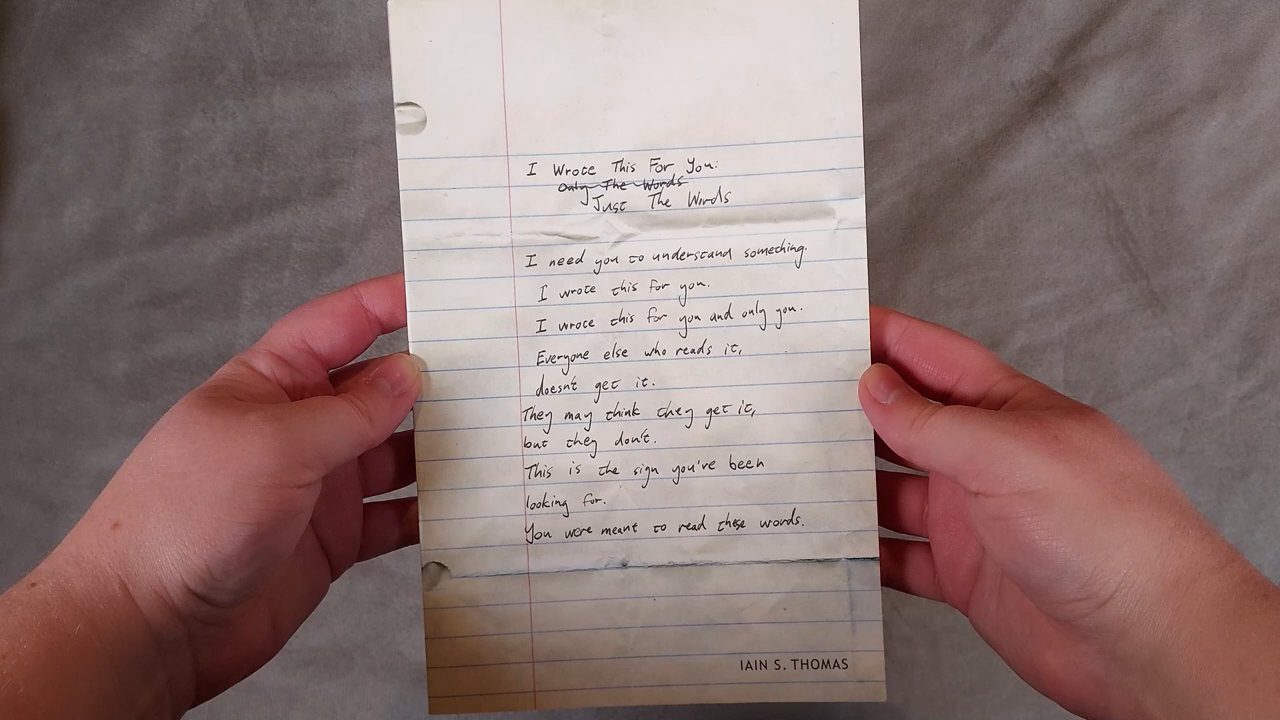 I Wrote This For You:
Only The Words
Just The Words
I need you to understand something.
I wrote this for you.
I wrote this for you and only you.
Everyone else who reads it,
doesn't get it.
They may think they get it,
but they don't.
This is the sign you've been
looking for.
You were meant to read these words.
IAIN S. THOMAS